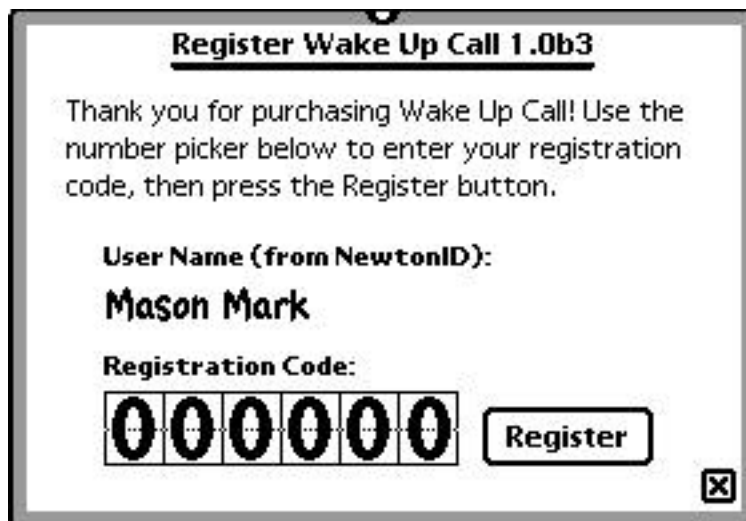 Register Wake Up Call 1.0b3
Thank you for purchasing Wake Up Call! Use the
number picker below to enter your registration
code, then press the Register button.
User Name (from NewtonID):
Mason Mark
Registration Code:
000000 Register